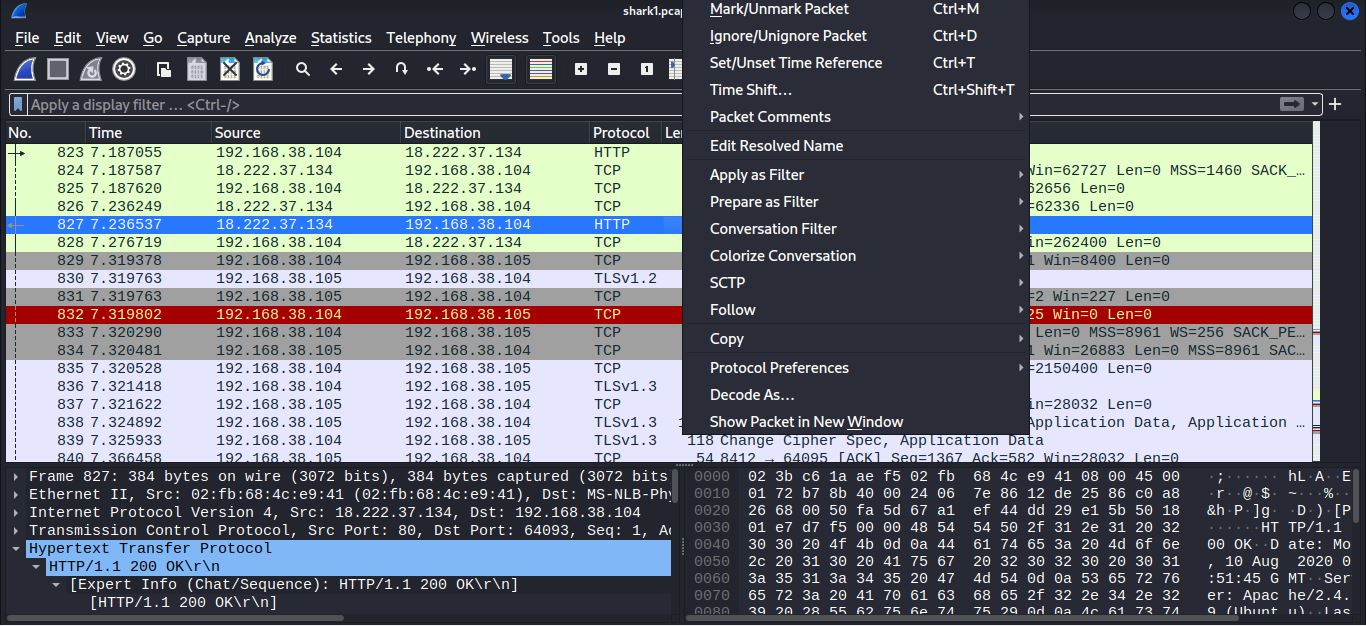 shark1.pcap
File Edit View Go Capture Analyze Statistics Telephony Wireless Tools Help
Apply a display filter … <Ctrl-/>
No. Time Source Destination Protocol Le
823 7.187055 192.168.38.104 18.222.37.134 HTTP
824 7.187587 18.222.37.134 192.168.38.104 TCP Win=62727 Len=0 MSS=1460 SACK_…
825 7.187620 192.168.38.104 18.222.37.134 TCP 62656 Len=0
826 7.236249 18.222.37.134 192.168.38.104 TCP =62336 Len=0
827 7.236537 18.222.37.134 192.168.38.104 HTTP
828 7.276719 192.168.38.104 18.222.37.134 TCP in=262400 Len=0
829 7.319378 192.168.38.104 192.168.38.105 TCP 1 Win=8400 Len=0
830 7.319763 192.168.38.105 192.168.38.104 TLSv1.2
831 7.319763 192.168.38.105 192.168.38.104 TCP =2 Win=227 Len=0
832 7.319802 192.168.38.104 192.168.38.105 TCP 25 Win=0 Len=0
833 7.320290 192.168.38.104 192.168.38.105 TCP Len=0 MSS=8961 WS=256 SACK_PE…
834 7.320481 192.168.38.105 192.168.38.104 TCP 1 Win=26883 Len=0 MSS=8961 SAC…
835 7.320528 192.168.38.104 192.168.38.105 TCP =2150400 Len=0
836 7.321418 192.168.38.104 192.168.38.105 TLSv1.3
837 7.321622 192.168.38.105 192.168.38.104 TCP in=28032 Len=0
838 7.324892 192.168.38.105 192.168.38.104 TLSv1.3 Application Data, Application …
839 7.325933 192.168.38.104 192.168.38.105 TLSv1.3 118 Change Cipher Spec, Application Data
840 7.366458 192.168.38.105 192.168.38.104 TCP 54 8412 → 64095 [ACK] Seq=1367 Ack=582 Win=28032 Len=0
Mark/Unmark Packet Ctrl+M
Ignore/Unignore Packet Ctrl+D
Set/Unset Time Reference Ctrl+T
Time Shift… Ctrl+Shift+T
Packet Comments
Edit Resolved Name
Apply as Filter
Prepare as Filter
Conversation Filter
Colorize Conversation
SCTP
Follow
Copy
Protocol Preferences
Decode As…
Show Packet in New Window
Frame 827: 384 bytes on wire (3072 bits), 384 bytes captured (3072 bits
Ethernet II, Src: 02:fb:68:4c:e9:41 (02:fb:68:4c:e9:41), Dst: MS-NLB-Phy
Internet Protocol Version 4, Src: 18.222.37.134, Dst: 192.168.38.104
Transmission Control Protocol, Src Port: 80, Dst Port: 64093, Seq: 1, Ac
Hypertext Transfer Protocol
HTTP/1.1 200 OK\r\n
[Expert Info (Chat/Sequence): HTTP/1.1 200 OK\r\n]
[HTTP/1.1 200 OK\r\n]
0000 02 3b c6 1a ae f5 02 fb 68 4c e9 41 08 00 45 00 ·;······ hL·A··E
0010 01 72 b7 8b 40 00 24 06 7e 86 12 de 25 86 c0 a8 ·r··@·$· ~···%··
0020 26 68 00 50 fa 5d 67 a1 ef 44 dd 29 e1 5b 50 18 &h·P·]g· ·D·)·[P
0030 01 e7 d7 f5 00 00 48 54 54 50 2f 31 2e 31 20 32 ······HT TP/1.1
0040 30 30 20 4f 4b 0d 0a 44 61 74 65 3a 20 4d 6f 6e 00 OK··D ate: Mo
0050 2c 20 31 30 20 41 75 67 20 32 30 32 30 20 30 31 , 10 Aug 2020 0
0060 3a 35 31 3a 34 35 20 47 4d 54 0d 0a 53 65 72 76 :51:45 G MT··Ser
0070 65 72 3a 20 41 70 61 63 68 65 2f 32 2e 34 2e 32 er: Apac he/2.4.
0080 39 20 28 55 62 75 6e 74 75 29 0d 0a 4c 61 73 74 9 (Ubunt u)··Las